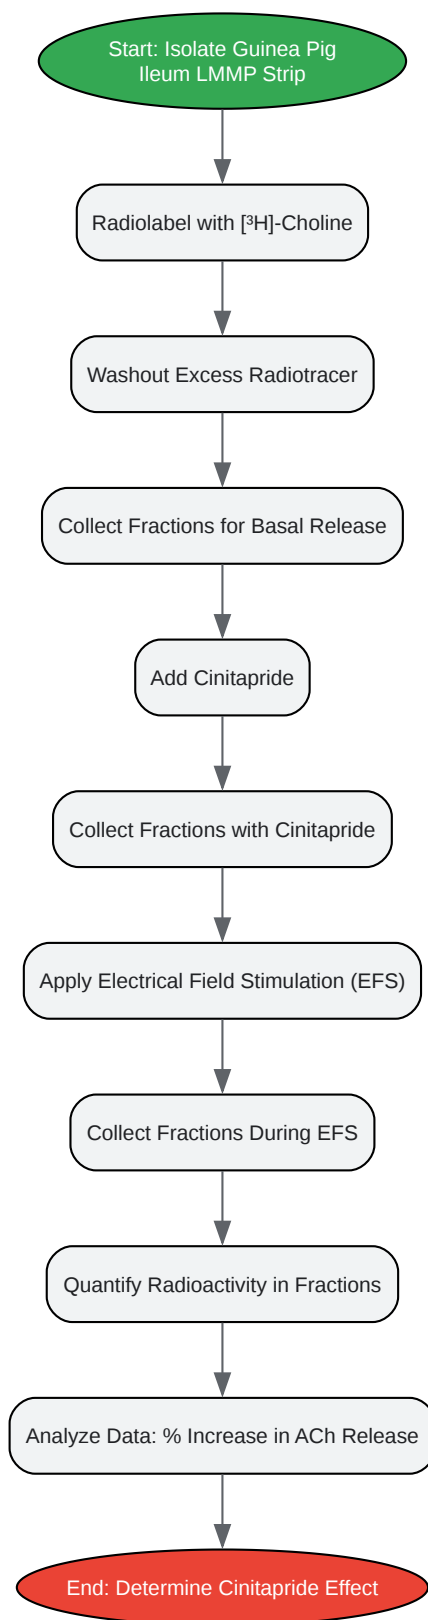 Start: Isolate Guinea Pig
Ileum LMMP Strip
Radiolabel with [³H]-Choline
Washout Excess Radiotracer
Collect Fractions for Basal Release
Add Cinitapride
Collect Fractions with Cinitapride
Apply Electrical Field Stimulation (EFS)
Collect Fractions During EFS
Quantify Radioactivity in Fractions
Analyze Data: % Increase in ACh Release
End: Determine Cinitapride Effect